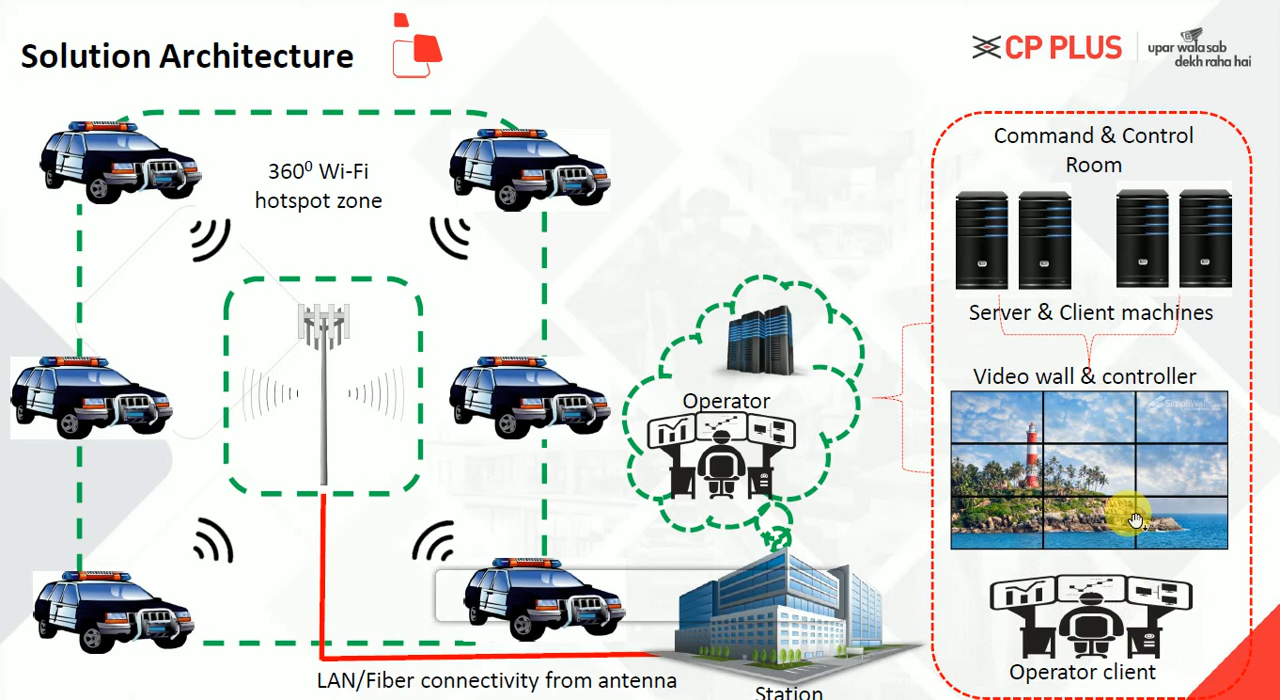 Solution Architecture
CP PLUS
upar wala sab
dekh raha hai
360⁰ Wi-Fi
hotspot zone
Command & Control
Room
Server & Client machines
Operator
Video wall & controller
Operator client
LAN/Fiber connectivity from antenna
Station